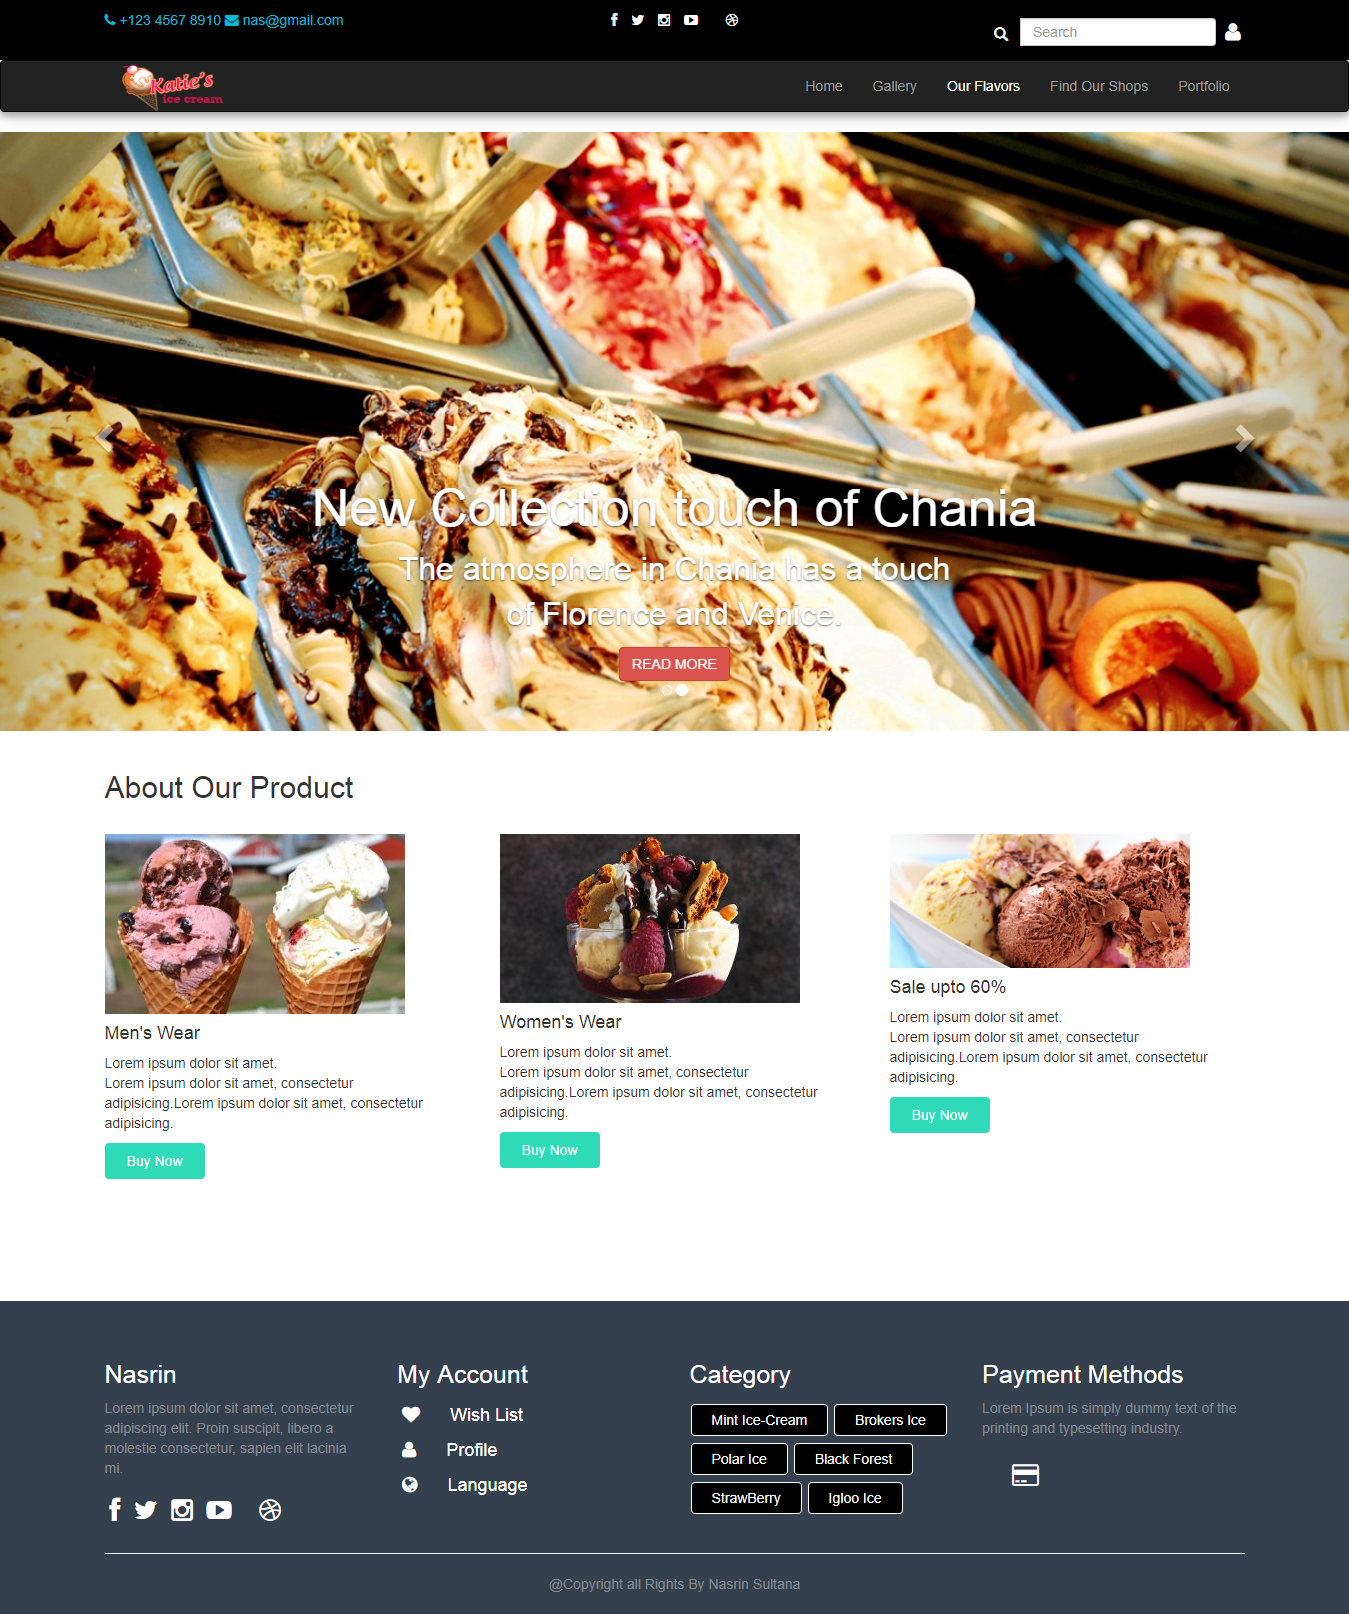 +123 4567 8910 nas@gmail.com
Search
Katie's
ice cream
Home Gallery Our Flavors Find Our Shops Portfolio
New Collection touch of Chania
The atmosphere in Chania has a touch
of Florence and Venice.
READ MORE
About Our Product
Men's Wear
Lorem ipsum dolor sit amet.
Lorem ipsum dolor sit amet, consectetur
adipisicing.Lorem ipsum dolor sit amet, consectetur
adipisicing.
Buy Now
Women's Wear
Lorem ipsum dolor sit amet.
Lorem ipsum dolor sit amet, consectetur
adipisicing.Lorem ipsum dolor sit amet, consectetur
adipisicing.
Buy Now
Sale upto 60%
Lorem ipsum dolor sit amet.
Lorem ipsum dolor sit amet, consectetur
adipisicing.Lorem ipsum dolor sit amet, consectetur
adipisicing.
Buy Now
Nasrin
Lorem ipsum dolor sit amet, consectetur
adipiscing elit. Proin suscipit, libero a
molestie consectetur, sapien elit lacinia
mi.
My Account
Wish List
Profile
Language
Category
Mint Ice-Cream Brokers Ice
Polar Ice Black Forest
StrawBerry Igloo Ice
Payment Methods
Lorem Ipsum is simply dummy text of the
printing and typesetting industry.
@Copyright all Rights By Nasrin Sultana